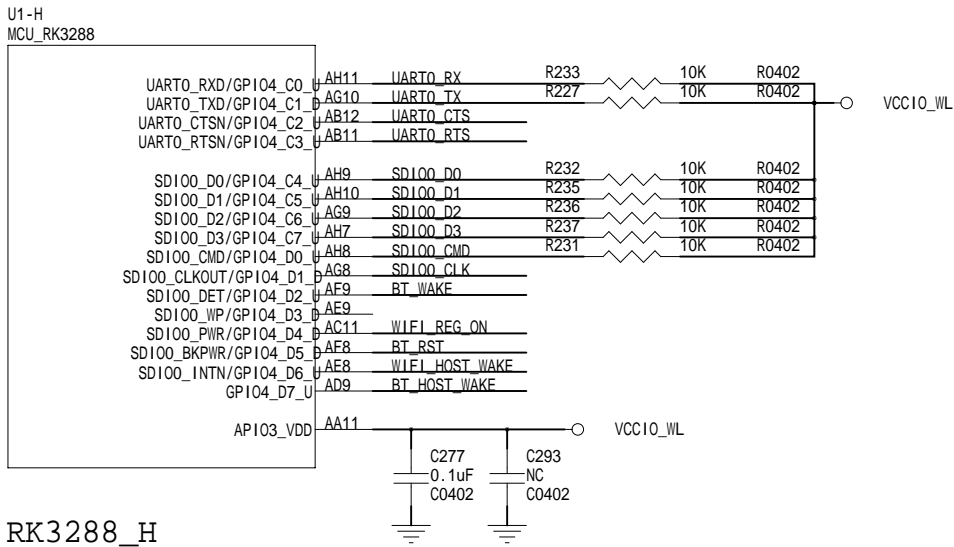 U1-H
MCU_RK3288
UART0_RXD/GPIO4_C0_U AH11 UART0_RX R233 10K R0402
UART0_TXD/GPIO4_C1_D AG10 UART0_TX R227 10K R0402 VCCIO_WL
UART0_CTSN/GPIO4_C2_U AB12 UART0_CTS
UART0_RTSN/GPIO4_C3_U AB11 UART0_RTS
SDIO0_D0/GPIO4_C4_U AH9 SDIO0_D0 R232 10K R0402
SDIO0_D1/GPIO4_C5_U AH10 SDIO0_D1 R235 10K R0402
SDIO0_D2/GPIO4_C6_U AG9 SDIO0_D2 R236 10K R0402
SDIO0_D3/GPIO4_C7_U AH7 SDIO0_D3 R237 10K R0402
SDIO0_CMD/GPIO4_D0_U AH8 SDIO0_CMD R231 10K R0402
SDIO0_CLKOUT/GPIO4_D1_D AG8 SDIO0_CLK
SDIO0_DET/GPIO4_D2_U AF9 BT_WAKE
SDIO0_WP/GPIO4_D3_D AE9
SDIO0_PWR/GPIO4_D4_D AC11 WIFI_REG_ON
SDIO0_BKPWR/GPIO4_D5_D AF8 BT_RST
SDIO0_INTN/GPIO4_D6_U AE8 WIFI_HOST_WAKE
GPIO4_D7_U AD9 BT_HOST_WAKE
APIO3_VDD AA11 VCCIO_WL
C277 C293
0.1uF NC
C0402 C0402
RK3288_H